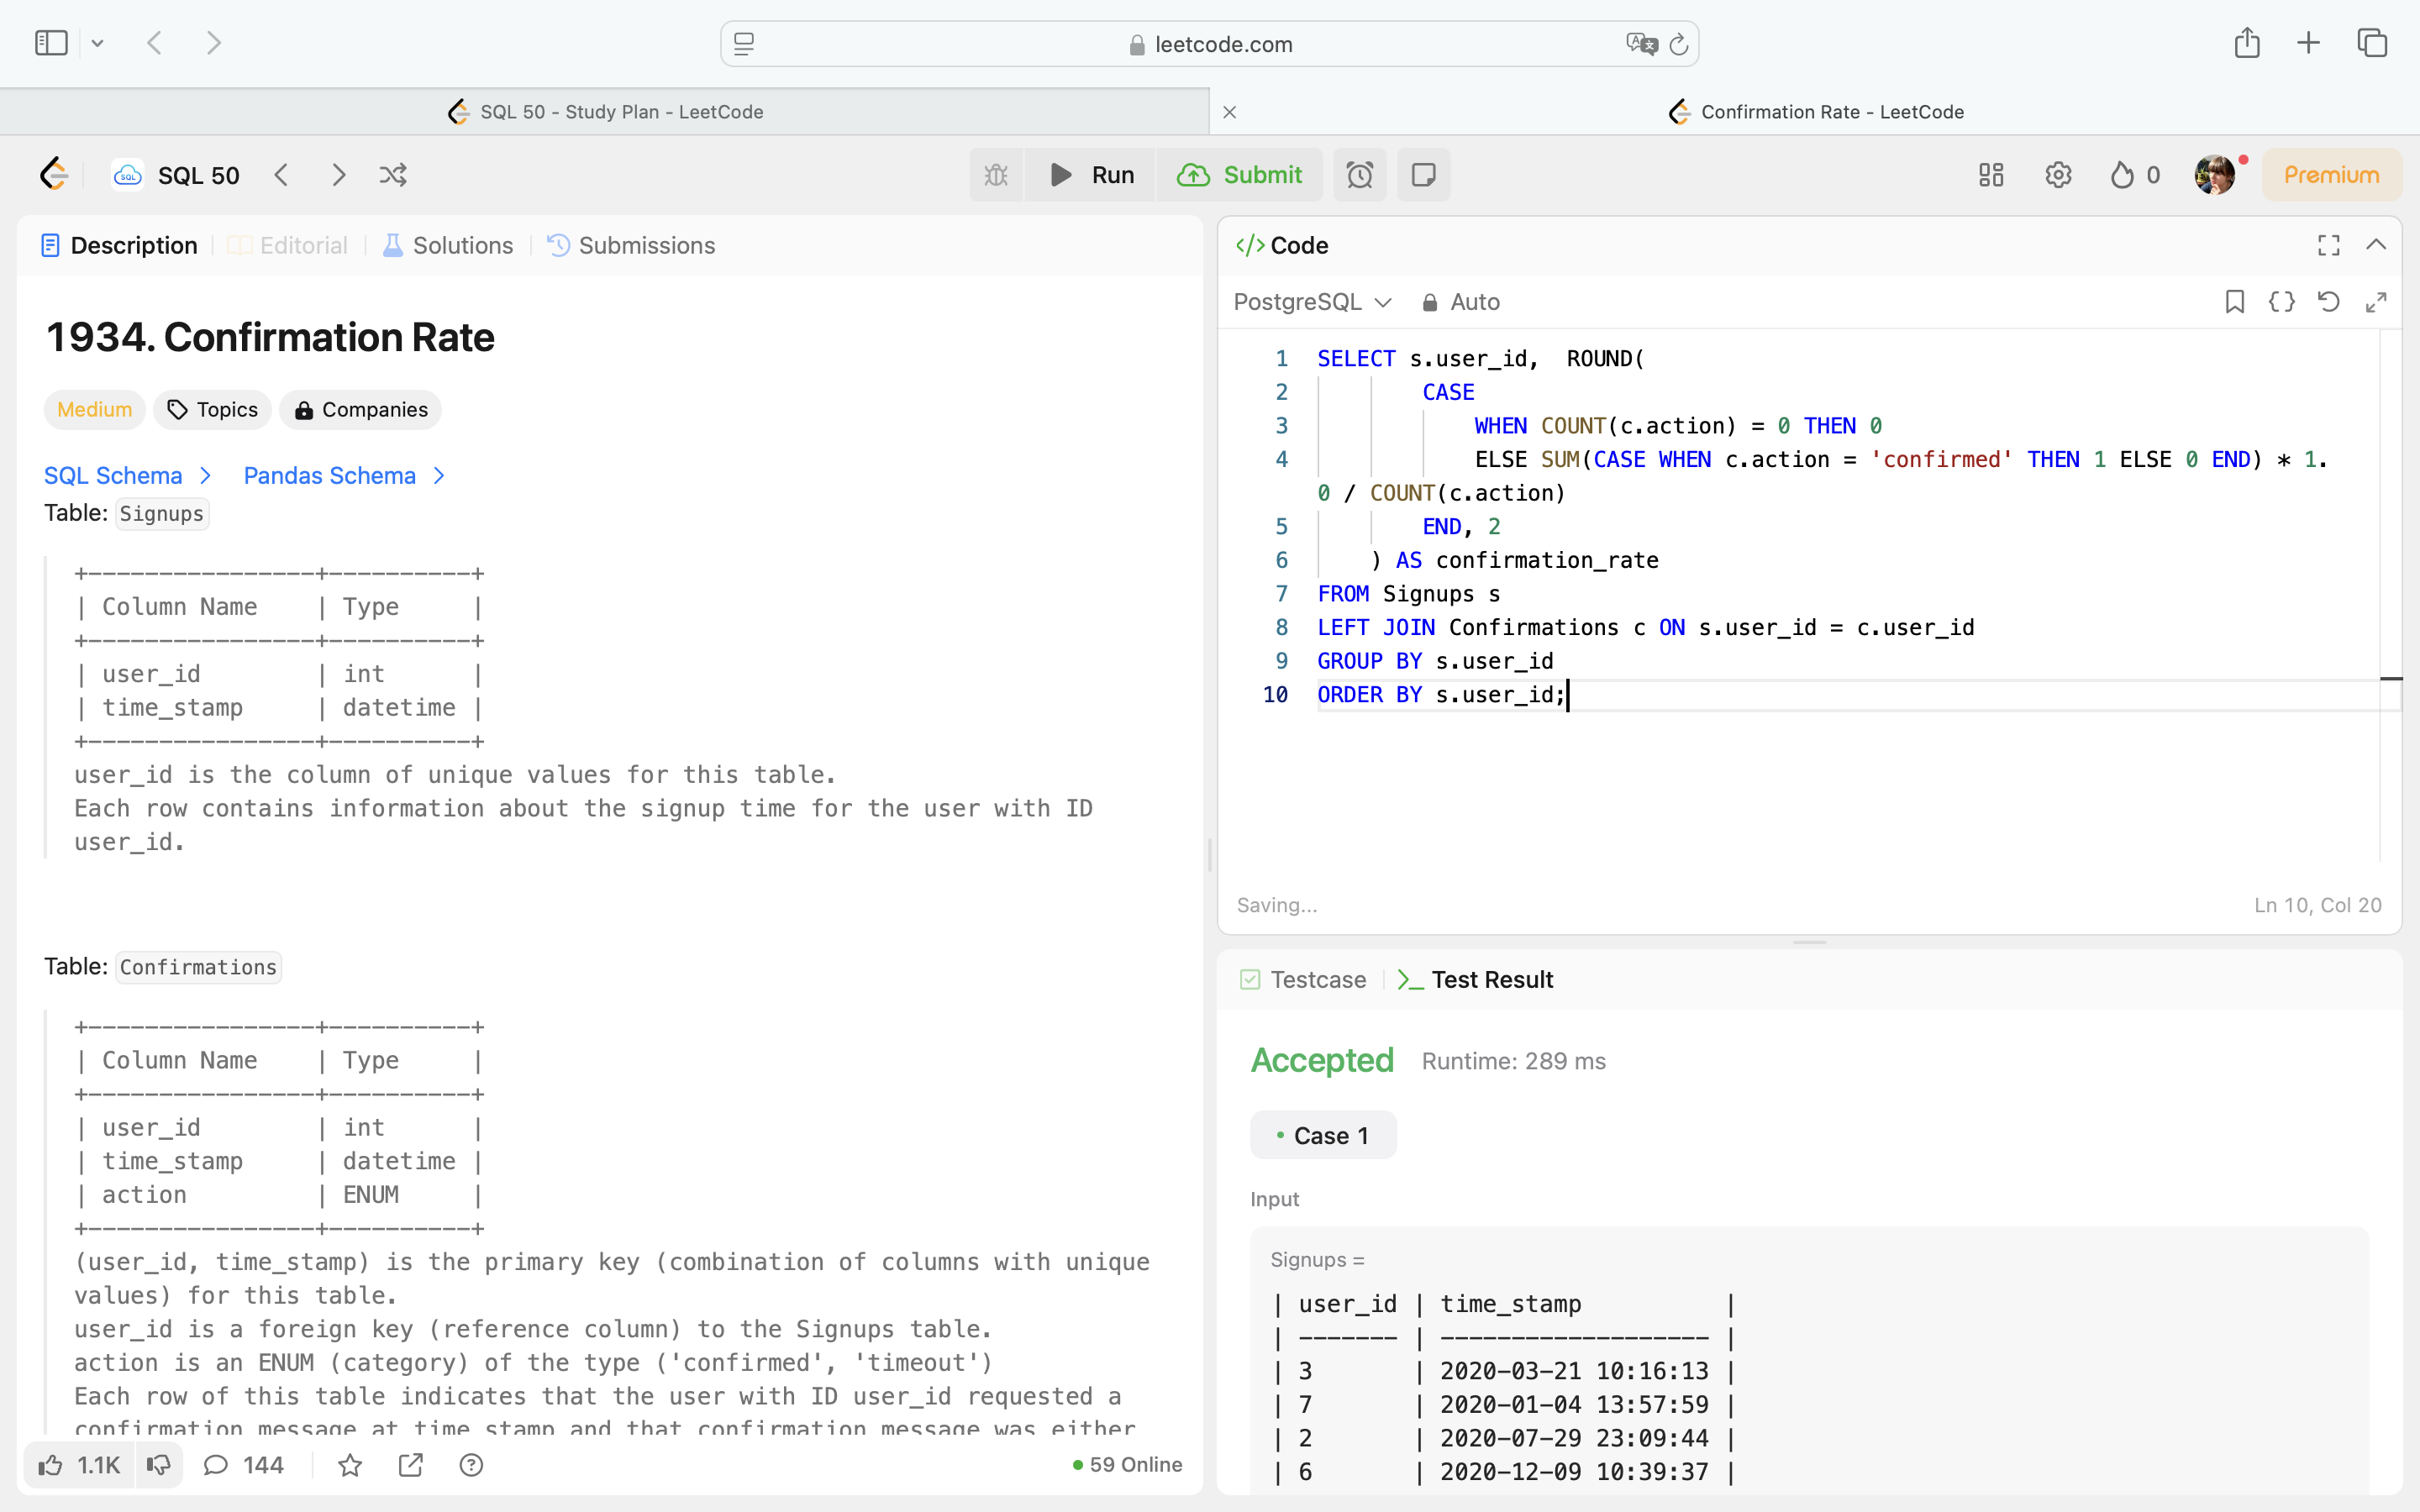 leetcode.com
SQL 50 - Study Plan - LeetCode
Confirmation Rate - LeetCode
SQL 50
Run
Submit
0
Premium
Description
Editorial
Solutions
Submissions
1934. Confirmation Rate
Medium
Topics
Companies
SQL Schema
Pandas Schema
Table: Signups
+----------------+----------+
| Column Name    | Type     |
+----------------+----------+
| user_id        | int      |
| time_stamp     | datetime |
+----------------+----------+
user_id is the column of unique values for this table.
Each row contains information about the signup time for the user with ID
user_id.
Table: Confirmations
+----------------+----------+
| Column Name    | Type     |
+----------------+----------+
| user_id        | int      |
| time_stamp     | datetime |
| action         | ENUM     |
+----------------+----------+
(user_id, time_stamp) is the primary key (combination of columns with unique
values) for this table.
user_id is a foreign key (reference column) to the Signups table.
action is an ENUM (category) of the type ('confirmed', 'timeout')
Each row of this table indicates that the user with ID user_id requested a
confirmation message at time_stamp and that confirmation message was either
1.1K
144
59 Online
Code
PostgreSQL
Auto
1 SELECT s.user_id,  ROUND(
2         CASE
3             WHEN COUNT(c.action) = 0 THEN 0
4             ELSE SUM(CASE WHEN c.action = 'confirmed' THEN 1 ELSE 0 END) * 1.
0 / COUNT(c.action)
5         END, 2
6     ) AS confirmation_rate
7 FROM Signups s
8 LEFT JOIN Confirmations c ON s.user_id = c.user_id
9 GROUP BY s.user_id
10 ORDER BY s.user_id;
Saving...
Ln 10, Col 20
Testcase
Test Result
Accepted
Runtime: 289 ms
Case 1
Input
Signups =
| user_id | time_stamp          |
| ------- | ------------------- |
| 3       | 2020-03-21 10:16:13 |
| 7       | 2020-01-04 13:57:59 |
| 2       | 2020-07-29 23:09:44 |
| 6       | 2020-12-09 10:39:37 |